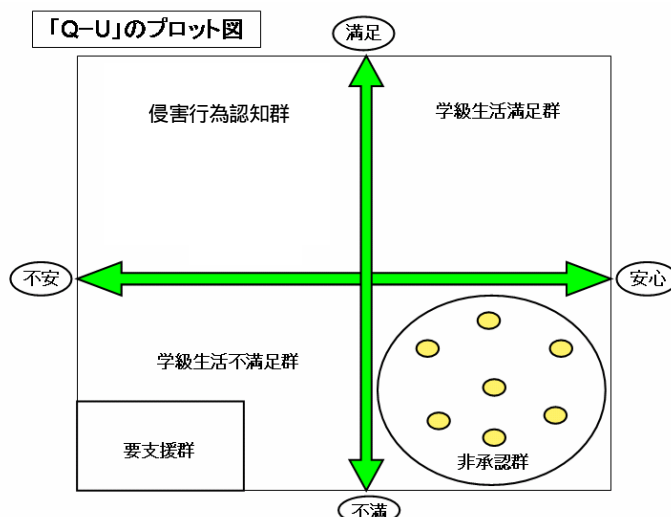 「Q-U」のプロット図
満足
侵害行為認知群
学級生活満足群
不安
安心
学級生活不満足群
要支援群
非承認群
不満